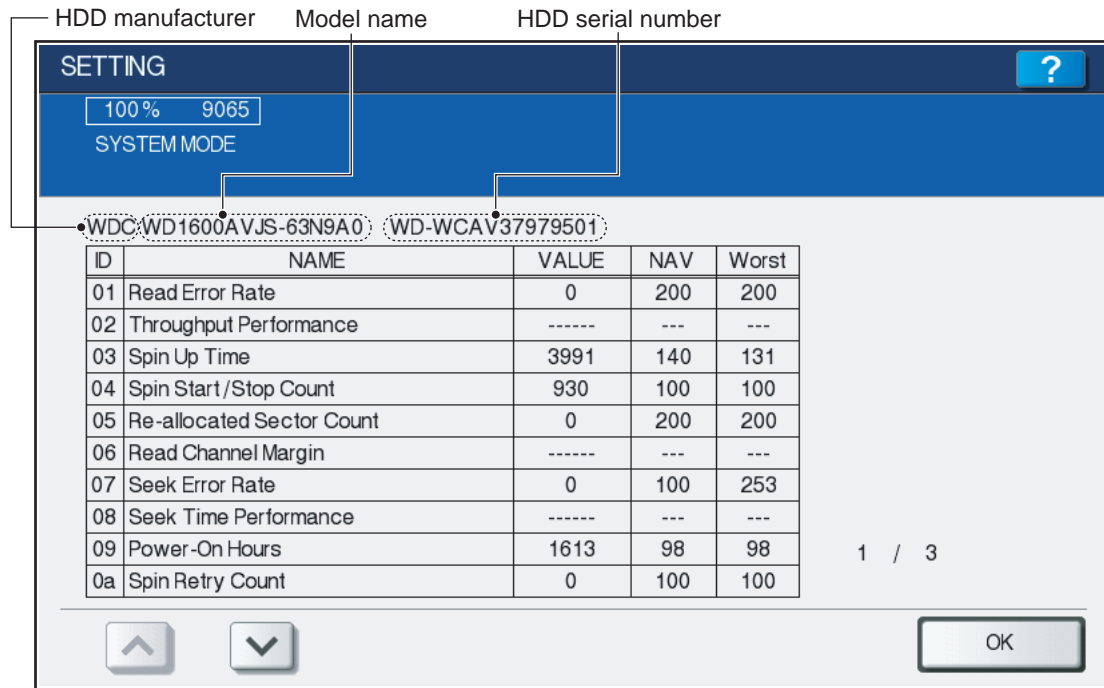 HDD manufacturer Model name HDD serial number
SETTING ?
100% 9065
SYSTEM MODE
WDC WD1600AVJS-63N9A0 WD-WCAV37979501
ID NAME VALUE NAV Worst
01 Read Error Rate 0 200 200
02 Throughput Performance ------ --- ---
03 Spin Up Time 3991 140 131
04 Spin Start/Stop Count 930 100 100
05 Re-allocated Sector Count 0 200 200
06 Read Channel Margin ------ --- ---
07 Seek Error Rate 0 100 253
08 Seek Time Performance ------ --- ---
09 Power-On Hours 1613 98 98
0a Spin Retry Count 0 100 100
1 / 3
OK